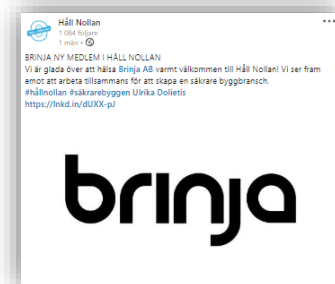 Håll Nollan
1 084 följare
1 mån •
BRINJA NY MEDLEM I HÅLL NOLLAN
Vi är glada över att hälsa Brinja AB varmt välkommen till Håll Nollan! Vi ser fram
emot att arbeta tillsammans för att skapa en säkrare byggbransch.
#hållnollan #säkrarebyggen Ulrika Dolietis
https://lnkd.in/dUXX-pJ
brinja